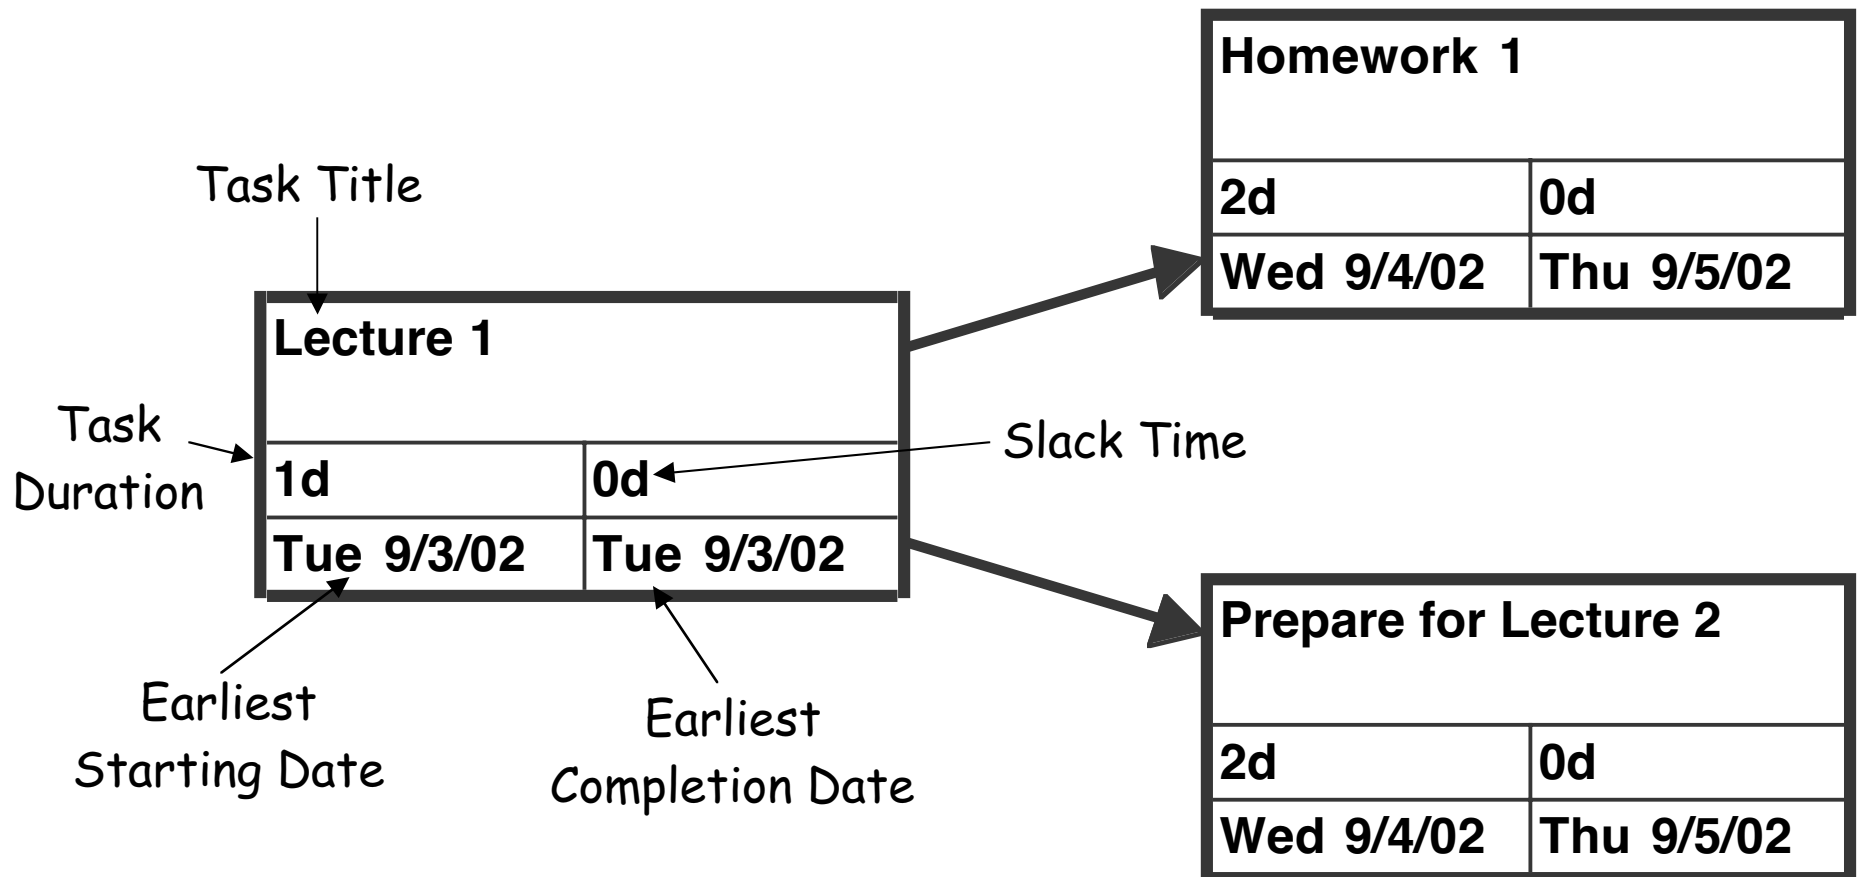 Homework 1
2d 0d
Wed 9/4/02 Thu 9/5/02
Task Title
Lecture 1
Task
Duration
1d 0d
Slack Time
Tue 9/3/02 Tue 9/3/02
Earliest
Starting Date
Earliest
Completion Date
Prepare for Lecture 2
2d 0d
Wed 9/4/02 Thu 9/5/02